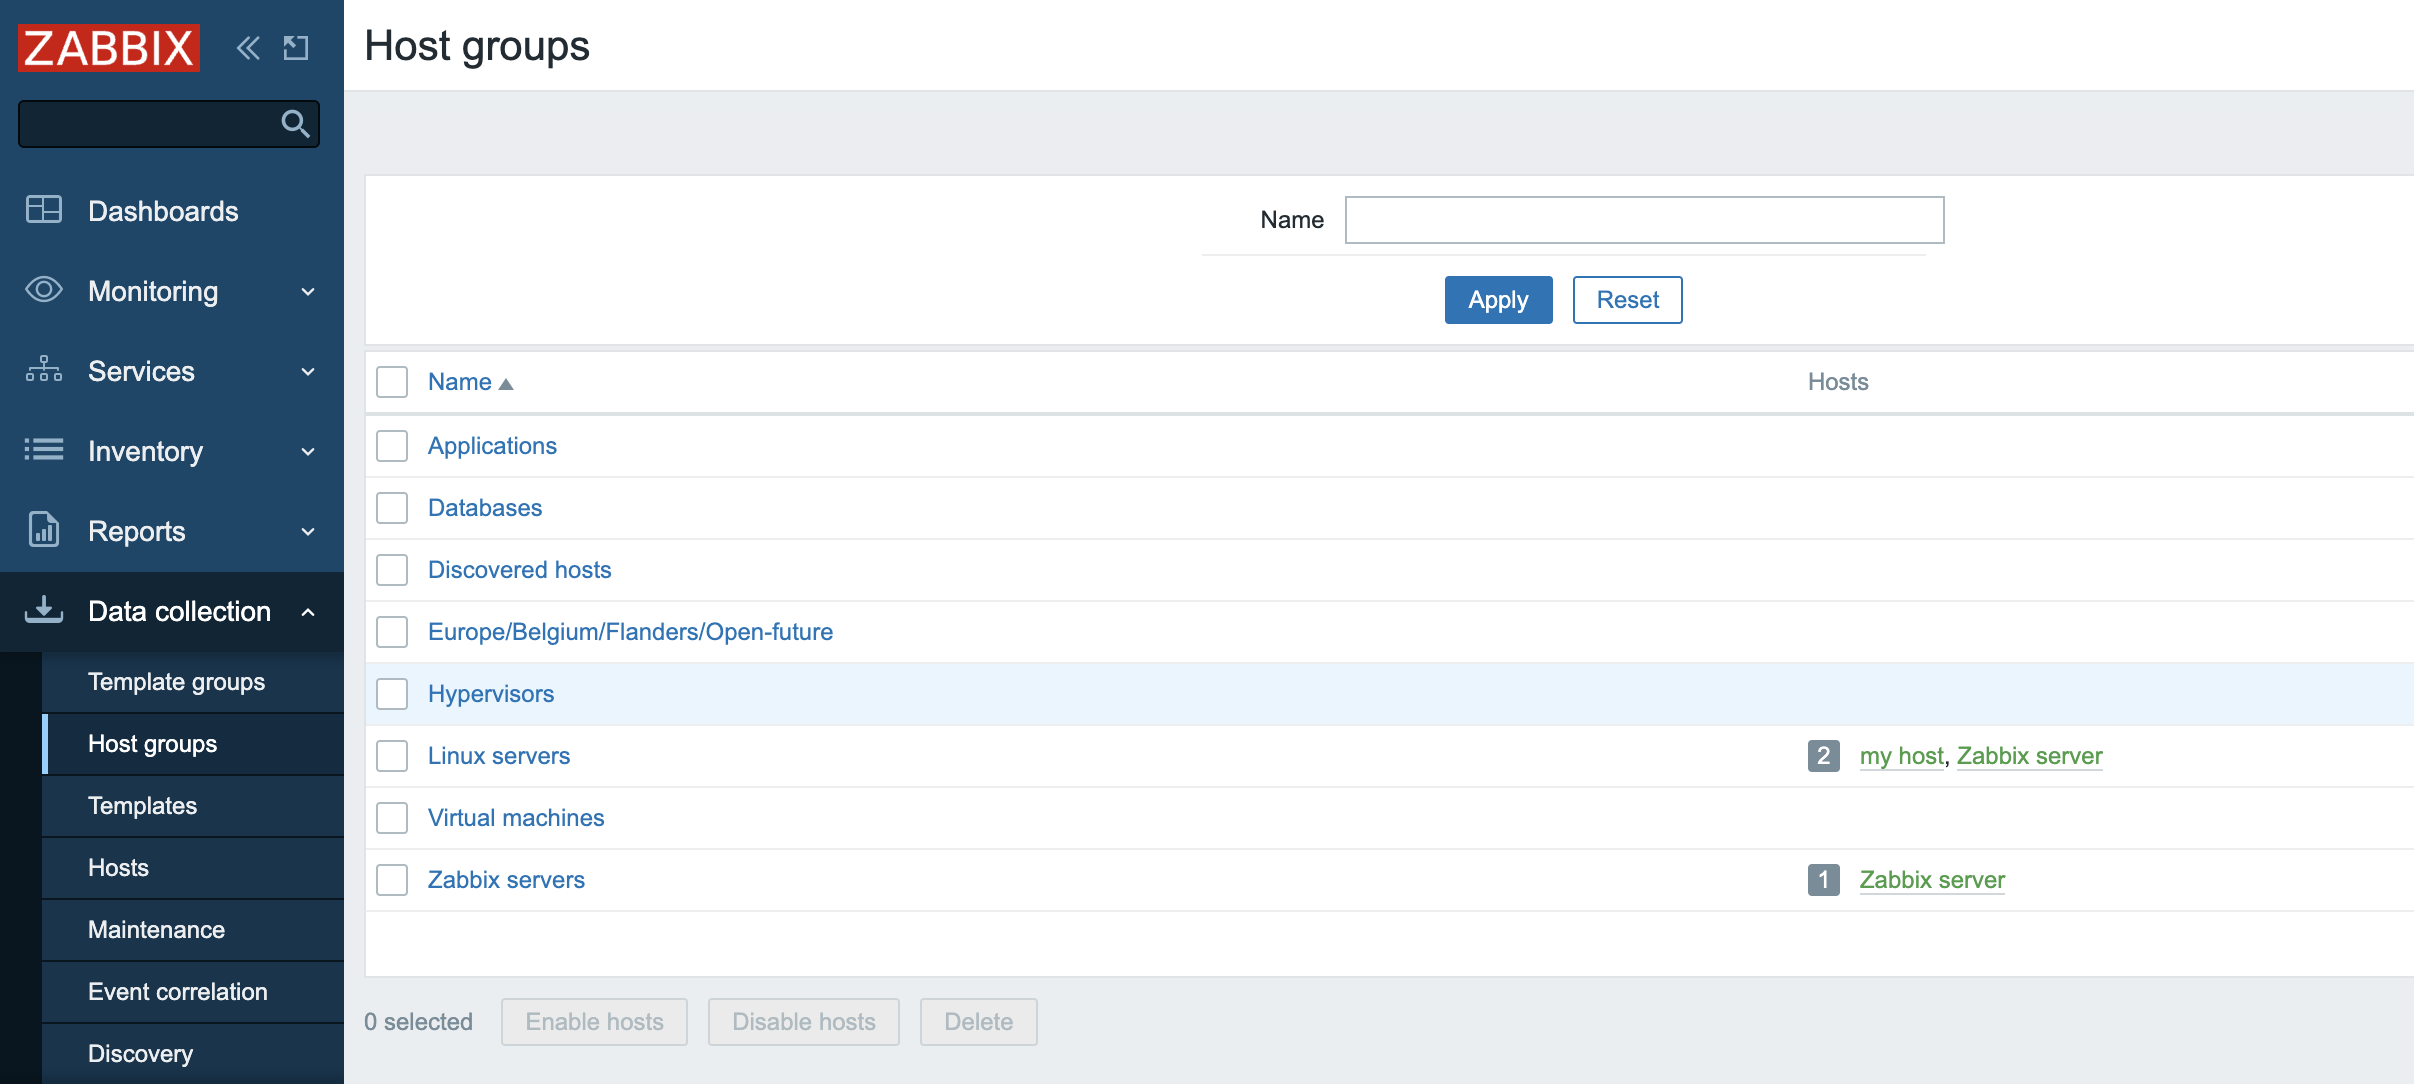 ZABBIX
Dashboards
Monitoring
Services
Inventory
Reports
Data collection
Template groups
Host groups
Templates
Hosts
Maintenance
Event correlation
Discovery
Host groups
Name
Apply Reset
Name Hosts
Applications
Databases
Discovered hosts
Europe/Belgium/Flanders/Open-future
Hypervisors
Linux servers 2 my host, Zabbix server
Virtual machines
Zabbix servers 1 Zabbix server
0 selected Enable hosts Disable hosts Delete